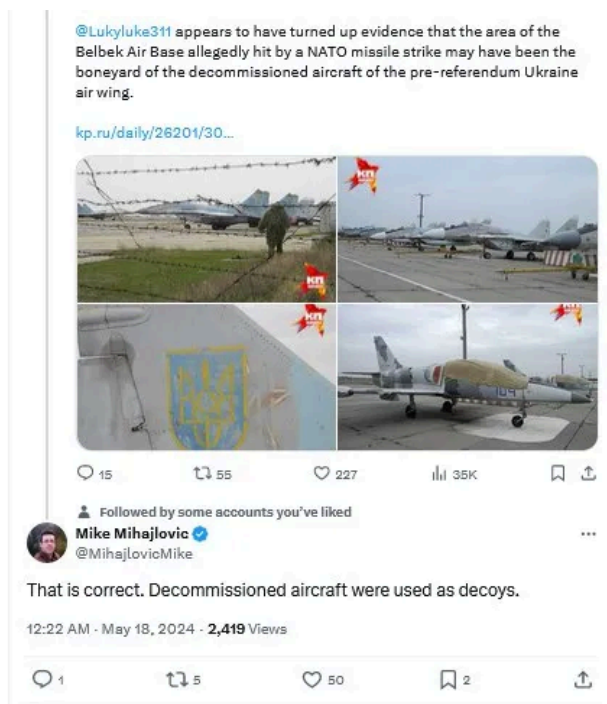 @Lukyluke311 appears to have turned up evidence that the area of the
Belbek Air Base allegedly hit by a NATO missile strike may have been the
boneyard of the decommissioned aircraft of the pre-referendum Ukraine
air wing.
kp.ru/daily/26201/30...
КП
КП
КП
104
15 55 227 35K
Followed by some accounts you've liked
Mike Mihajlovic
@MihajlovicMike
That is correct. Decommissioned aircraft were used as decoys.
12:22 AM · May 18, 2024 · 2,419 Views
1 5 50 2